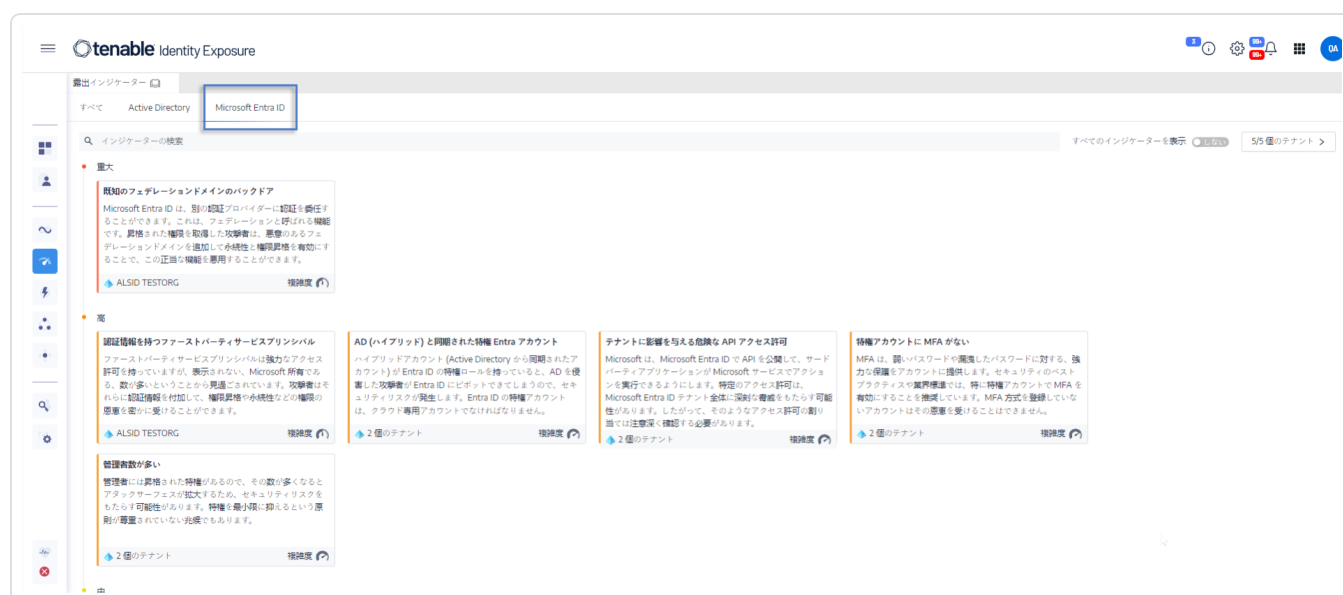 tenable Identity Exposure
3
99+
99+
QA
露出インジケーター
すべて Active Directory Microsoft Entra ID
インジケーターの検索
すべてのインジケーターを表示 しない 5/5 個のテナント >
重大
既知のフェデレーションドメインのバックドア
Microsoft Entra ID は、別の認証プロバイダーに認証を委任す
ることができます。これは、フェデレーションと呼ばれる機能
です。昇格された権限を取得した攻撃者は、悪意のあるフェ
デレーションドメインを追加して永続性と権限昇格を有効にす
ることで、この正当な機能を悪用することができます。
ALSID TESTORG 複雑度
高
認証情報を持つファーストパーティサービスプリンシパル
ファーストパーティサービスプリンシパルは強力なアクセス
許可を持っていますが、表示されない、Microsoft 所有であ
る、数が多いということから見過ごされています。攻撃者はそ
れらに認証情報を付加して、権限昇格や永続性などの権限の
恩恵を密かに受けることができます。
ALSID TESTORG 複雑度
AD (ハイブリッド) と同期された特権 Entra アカウント
ハイブリッドアカウント (Active Directory から同期されたア
カウント) が Entra ID の特権ロールを持っていると、AD を侵
害した攻撃者が Entra ID にピボットできてしまうので、セキ
ュリティリスクが発生します。Entra ID の特権アカウント
は、クラウド専用アカウントでなければなりません。
2 個のテナント 複雑度
テナントに影響を与える危険な API アクセス許可
Microsoft は、Microsoft Entra ID で API を公開して、サード
パーティアプリケーションが Microsoft サービスでアクショ
ンを実行できるようにします。特定のアクセス許可は、
Microsoft Entra ID テナント全体に深刻な脅威をもたらす可能
性があります。したがって、そのようなアクセス許可の割り
当ては注意深く確認する必要があります。
2 個のテナント 複雑度
特権アカウントに MFA がない
MFA は、弱いパスワードや漏洩したパスワードに対する、強
力な保護をアカウントに提供します。セキュリティのベスト
プラクティスや業界標準では、特に特権アカウントで MFA を
有効にすることを推奨しています。MFA 方式を登録していな
いアカウントはその恩恵を受けることはできません。
2 個のテナント 複雑度
管理者数が多い
管理者には昇格された特権があるので、その数が多くなると
アタックサーフェスが拡大するため、セキュリティリスクを
もたらす可能性があります。特権を最小限に抑えるという原
則が尊重されていない兆候でもあります。
2 個のテナント 複雑度
中